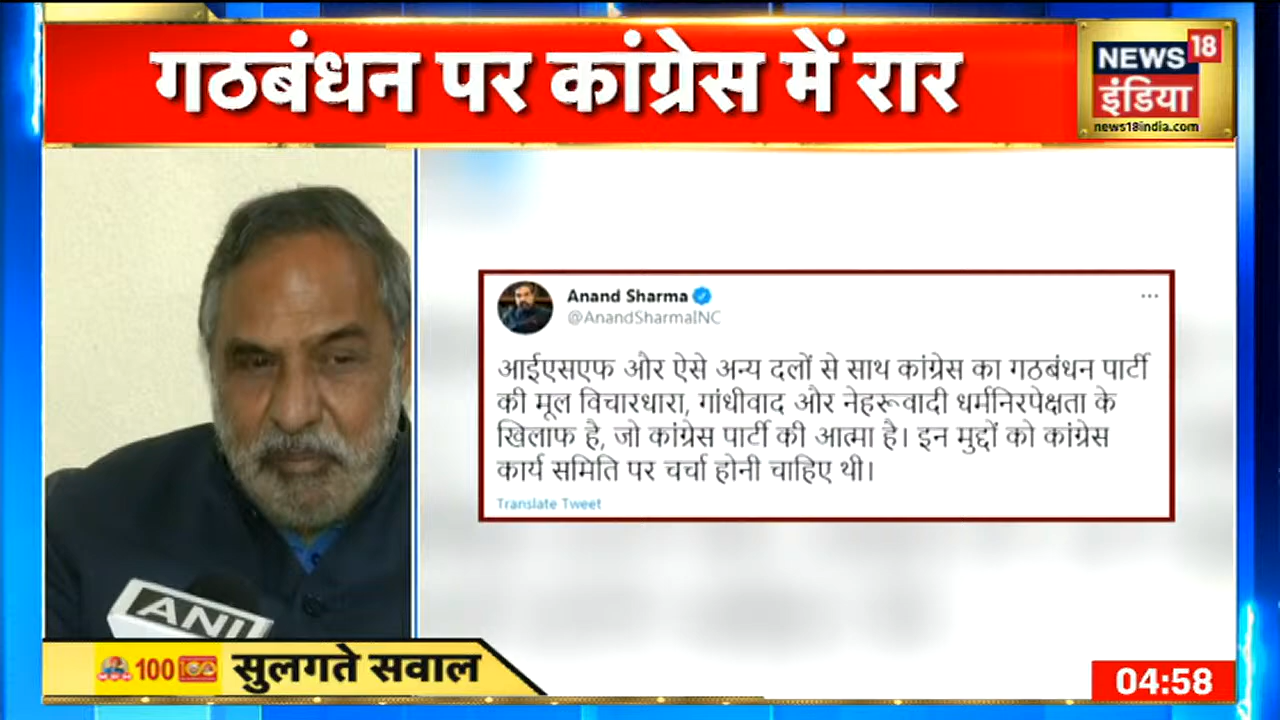 गठबंधन पर कांग्रेस में रार
NEWS 18
इंडिया
news18india.com
Anand Sharma
@AnandSharmaINC
आईएसएफ और ऐसे अन्य दलों से साथ कांग्रेस का गठबंधन पार्टी
की मूल विचारधारा, गांधीवाद और नेहरूवादी धर्मनिरपेक्षता के
खिलाफ है, जो कांग्रेस पार्टी की आत्मा है। इन मुद्दों को कांग्रेस
कार्य समिति पर चर्चा होनी चाहिए थी।
Translate Tweet
ANI
100
सुलगते सवाल
04:58